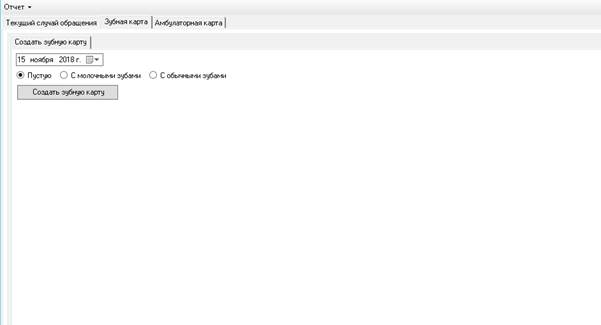 Отчет
Текущий случай обращения Зубная карта Амбулаторная карта
Создать зубную карту
15 ноября 2018 г.
Пустую С молочными зубами С обычными зубами
Создать зубную карту